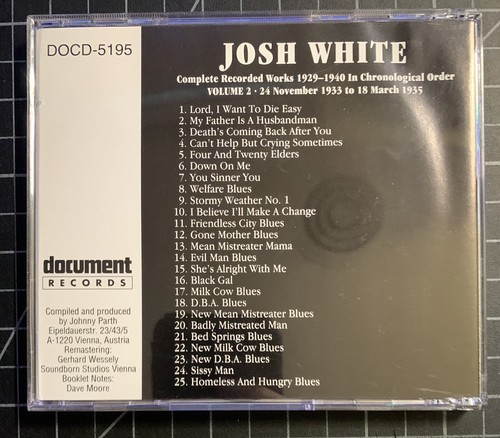 DOCD-5195
JOSH WHITE
Complete Recorded Works 1929-1940 In Chronological Order
VOLUME 2 · 24 November 1933 to 18 March 1935
1. Lord, I Want To Die Easy
2. My Father Is A Husbandman
3. Death's Coming Back After You
4. Can't Help But Crying Sometimes
5. Four And Twenty Elders
6. Down On Me
7. You Sinner You
8. Welfare Blues
9. Stormy Weather No. 1
10. I Believe I'll Make A Change
11. Friendless City Blues
12. Gone Mother Blues
13. Mean Mistreater Mama
14. Evil Man Blues
15. She's Alright With Me
16. Black Gal
17. Milk Cow Blues
18. D.B.A. Blues
19. New Mean Mistreater Blues
20. Badly Mistreated Man
21. Bed Springs Blues
22. New Milk Cow Blues
23. New D.B.A. Blues
24. Sissy Man
25. Homeless And Hungry Blues
document
RECORDS
Compiled and produced
by Johnny Parth
Eipeldauerstr. 23/43/5
A-1220 Vienna, Austria
Remastering:
Gerhard Wessely
Soundborn Studios Vienna
Booklet Notes:
Dave Moore